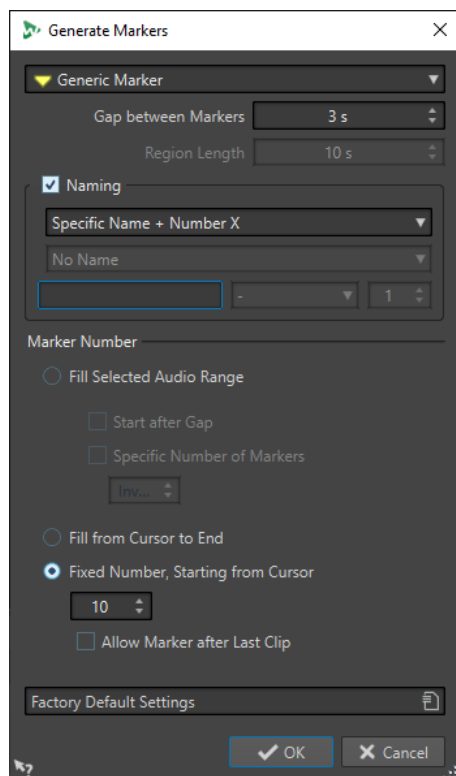 Generate Markers
Generic Marker
Gap between Markers 3 s
Region Length 10 s
Naming
Specific Name + Number X
No Name
- 1
Marker Number
Fill Selected Audio Range
Start after Gap
Specific Number of Markers
Inv...
Fill from Cursor to End
Fixed Number, Starting from Cursor
10
Allow Marker after Last Clip
Factory Default Settings
OK Cancel
?